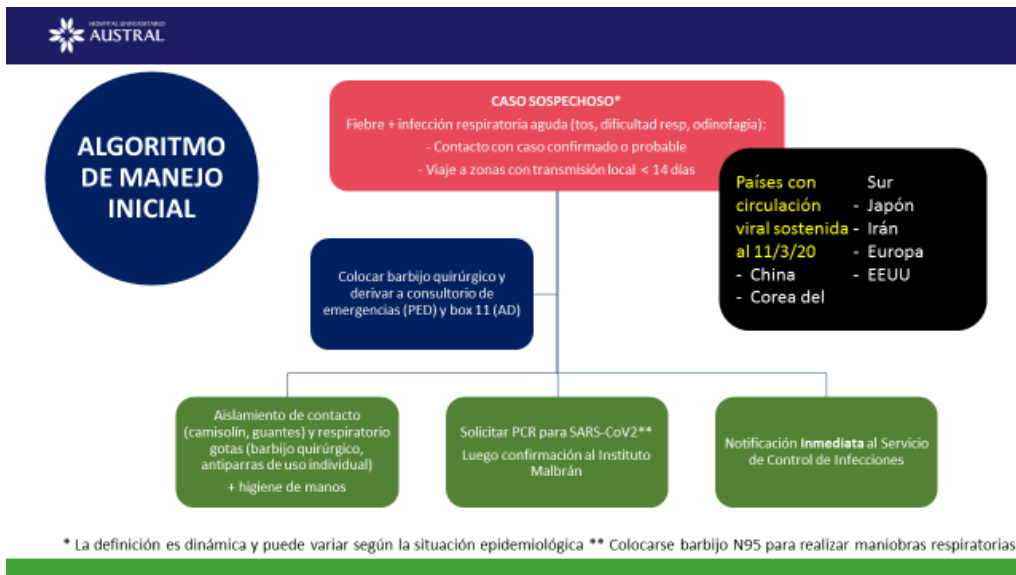 HOSPITAL UNIVERSITARIO
AUSTRAL
ALGORITMO
DE MANEJO
INICIAL
CASO SOSPECHOSO*
Fiebre + infección respiratoria aguda (tos, dificultad resp, odinofagia):
- Contacto con caso confirmado o probable
- Viaje a zonas con transmisión local < 14 días
Países con
circulación
viral sostenida
al 11/3/20
- China
- Corea del
Sur
- Japón
- Irán
- Europa
- EEUU
Colocar barbijo quirúrgico y
derivar a consultorio de
emergencias (PED) y box 11 (AD)
Aislamiento de contacto
(camisolín, guantes) y respiratorio
gotas (barbijo quirúrgico,
antiparras de uso individual)
+ higiene de manos
Solicitar PCR para SARS-CoV2**
Luego confirmación al Instituto
Malbrán
Notificación Inmediata al Servicio
de Control de Infecciones
* La definición es dinámica y puede variar según la situación epidemiológica ** Colocarse barbijo N95 para realizar maniobras respiratorias